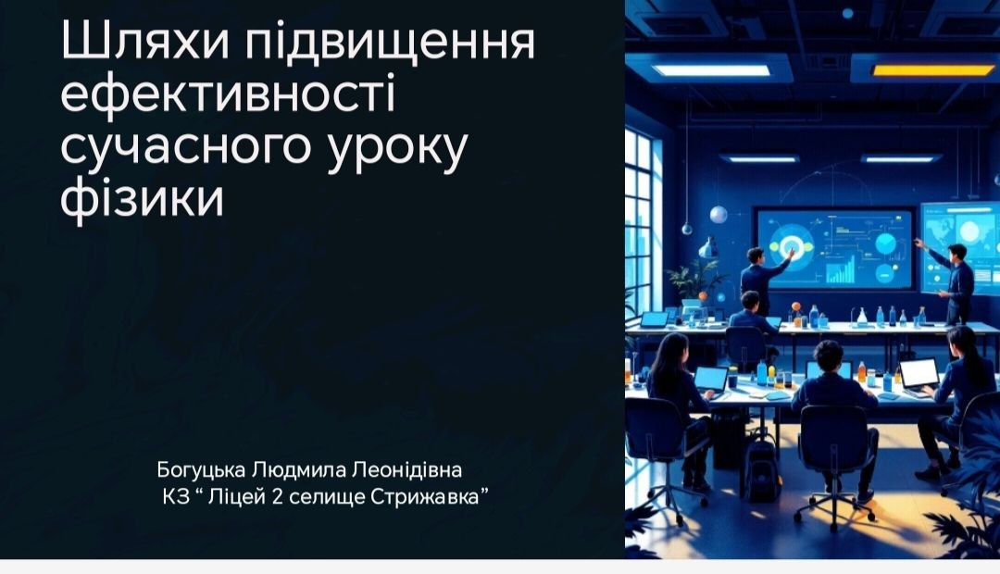 Шляхи підвищення
ефективності
сучасного уроку
фізики
Богуцька Людмила Леонідівна
КЗ “ Ліцей 2 селище Стрижавка”